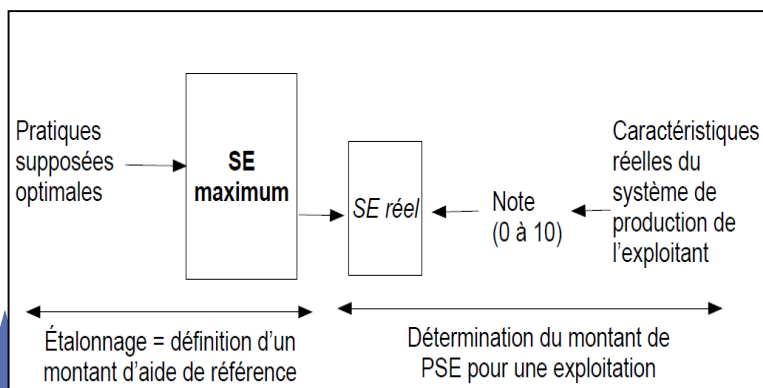 Pratiques
supposées
optimales
SE
maximum
SE réel
Note
(0 à 10)
Caractéristiques
réelles du
système de
production de
l’exploitant
Étalonnage = définition d’un
montant d’aide de référence
Détermination du montant de
PSE pour une exploitation